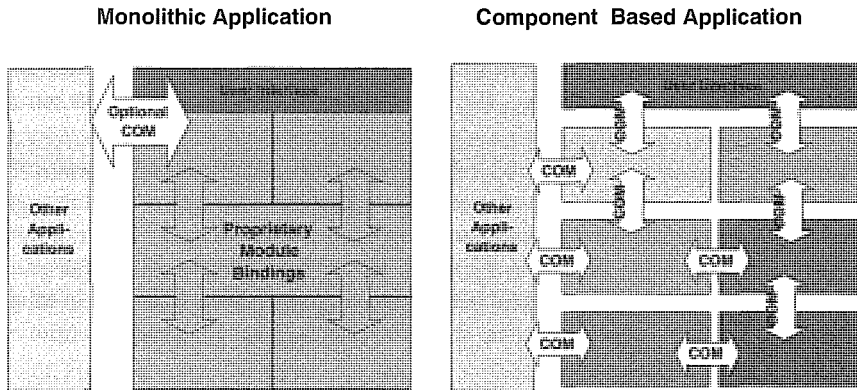 Monolithic Application
Component Based Application
User Interface
Optional
COM
Other
Appli-
cations
Proprietary
Module
Bindings
User Interface
COM
COM
COM
Other
Appli-
cations
COM
COM
COM
COM
COM
COM
COM